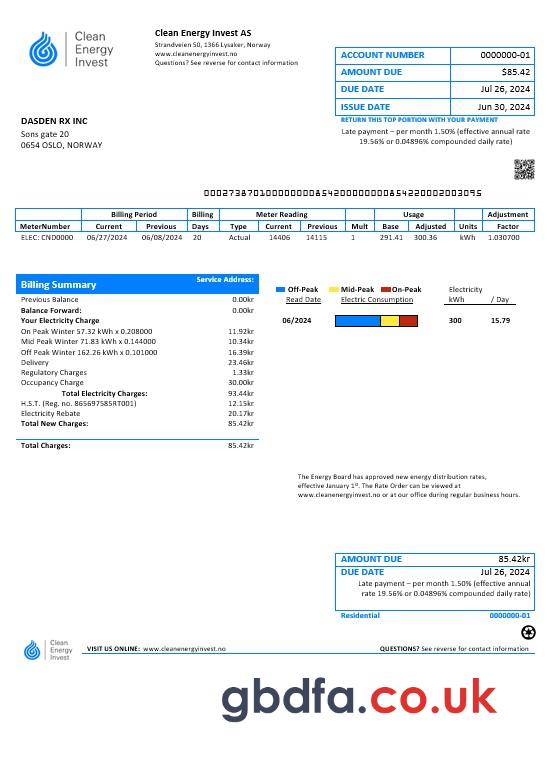 Clean
Energy
Invest
Clean Energy Invest AS
Strandveien 50, 1366 Lysaker, Norway
www.cleanenergyinvest.no
Questions? See reverse for contact information
ACCOUNT NUMBER 0000000-01
AMOUNT DUE $85.42
DUE DATE Jul 26, 2024
ISSUE DATE Jun 30, 2024
RETURN THIS TOP PORTION WITH YOUR PAYMENT
Late payment – per month 1.50% (effective annual rate
19.56% or 0.04896% compounded daily rate)
DASDEN RX INC
Sons gate 20
0654 OSLO, NORWAY
Billing Period Billing Meter Reading Usage Adjustment
MeterNumber Current Previous Days Type Current Previous Mult Base Adjusted Units Factor
ELEC: CND0000 06/27/2024 06/08/2024 20 Actual 14406 14115 1 291.41 300.36 kWh 1.030700
Billing Summary Service Address:
Previous Balance 0.00kr
Balance Forward: 0.00kr
Your Electricity Charge
On Peak Winter 57.32 kWh x 0.208000 11.92kr
Mid Peak Winter 71.83 kWh x 0.144000 10.34kr
Off Peak Winter 162.26 kWh x 0.101000 16.39kr
Delivery 23.46kr
Regulatory Charges 1.33kr
Occupancy Charge 30.00kr
Total Electricity Charges: 93.44kr
H.S.T. (Reg. no. 865697585RT001) 12.15kr
Electricity Rebate 20.17kr
Total New Charges: 85.42kr
Total Charges: 85.42kr
Off-Peak Mid-Peak On-Peak Electricity
Read Date Electric Consumption kWh / Day
06/2024 300 15.79
The Energy Board has approved new energy distribution rates,
effective January 1st. The Rate Order can be viewed at
www.cleanenergyinvest.no or at our office during regular business hours.
AMOUNT DUE 85.42kr
DUE DATE Jul 26, 2024
Late payment – per month 1.50% (effective annual
rate 19.56% or 0.04896% compounded daily rate)
Residential 0000000-01
Clean
Energy
Invest
VISIT US ONLINE: www.cleanenergyinvest.no QUESTIONS? See reverse for contact information
gbdfa.co.uk